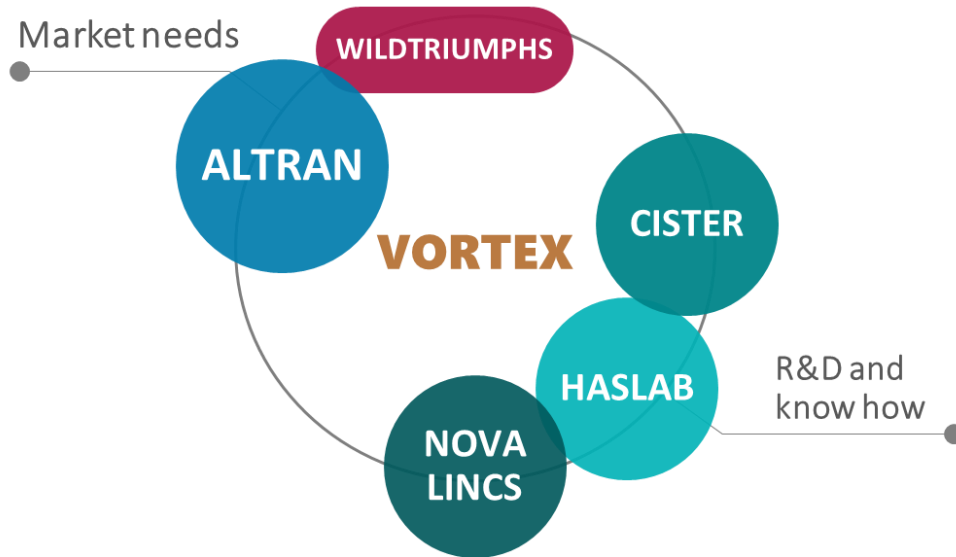 Market needs
WILDTRIUMPHS
ALTRAN
CISTER
VORTEX
HASLAB
R&D and
know how
NOVA
LINCS